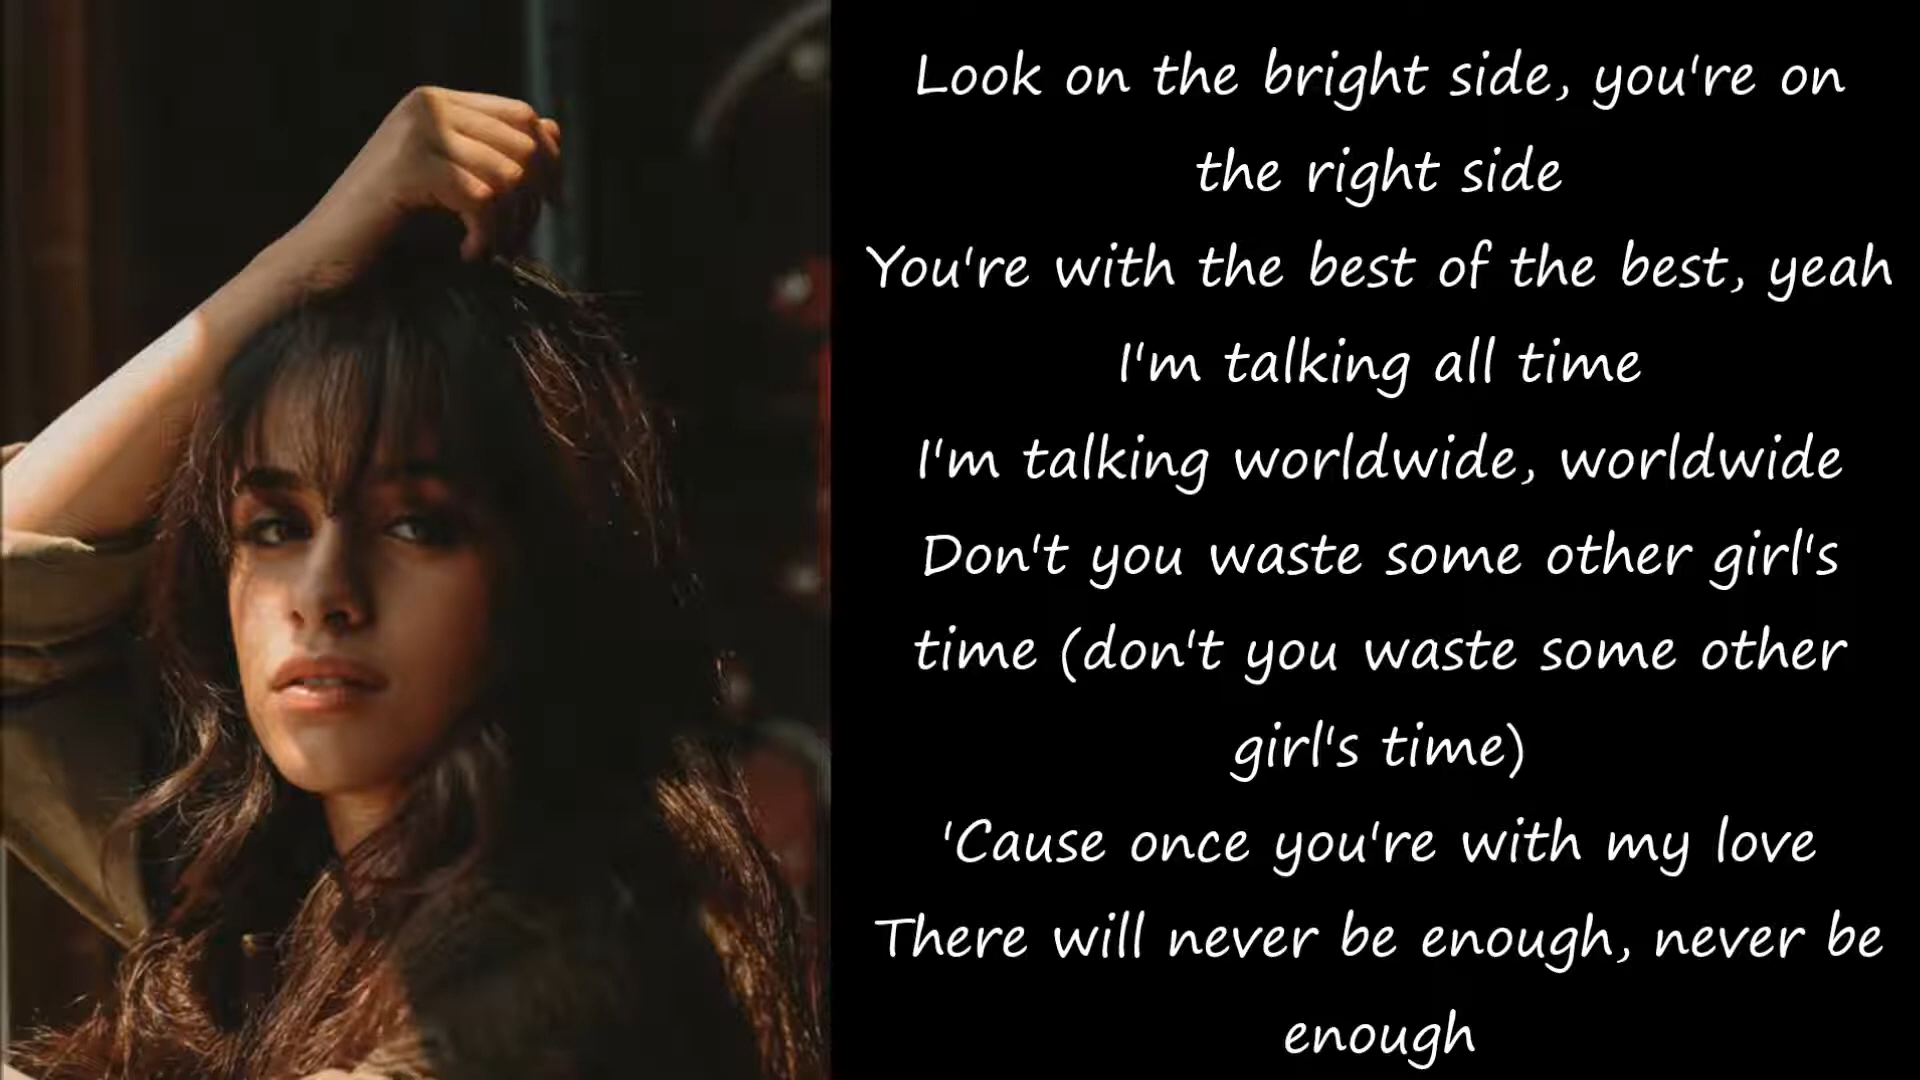 Look on the bright side, you're on
the right side
You're with the best of the best, yeah
I'm talking all time
I'm talking worldwide, worldwide
Don't you waste some other girl's
time (don't you waste some other
girl's time)
'Cause once you're with my love
There will never be enough, never be
enough